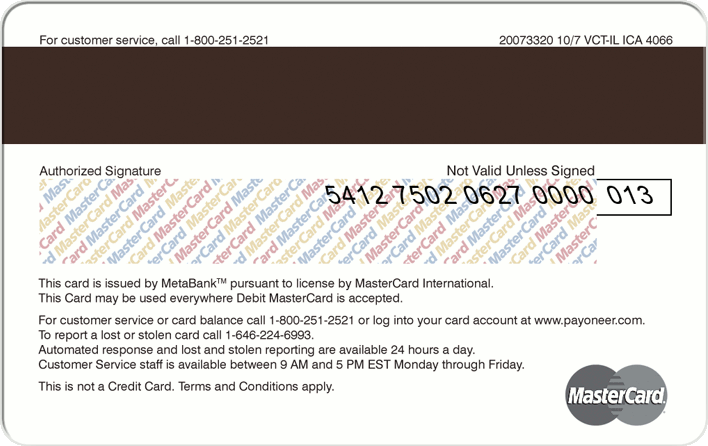 For customer service, call 1-800-251-2521 20073320 10/7 VCT-IL ICA 4066
Authorized Signature Not Valid Unless Signed
5412 7502 0627 0000 013
This card is issued by MetaBank™ pursuant to license by MasterCard International.
This Card may be used everywhere Debit MasterCard is accepted.
For customer service or card balance call 1-800-251-2521 or log into your card account at www.payoneer.com.
To report a lost or stolen card call 1-646-224-6993.
Automated response and lost and stolen reporting are available 24 hours a day.
Customer Service staff is available between 9 AM and 5 PM EST Monday through Friday.
This is not a Credit Card. Terms and Conditions apply.
MasterCard